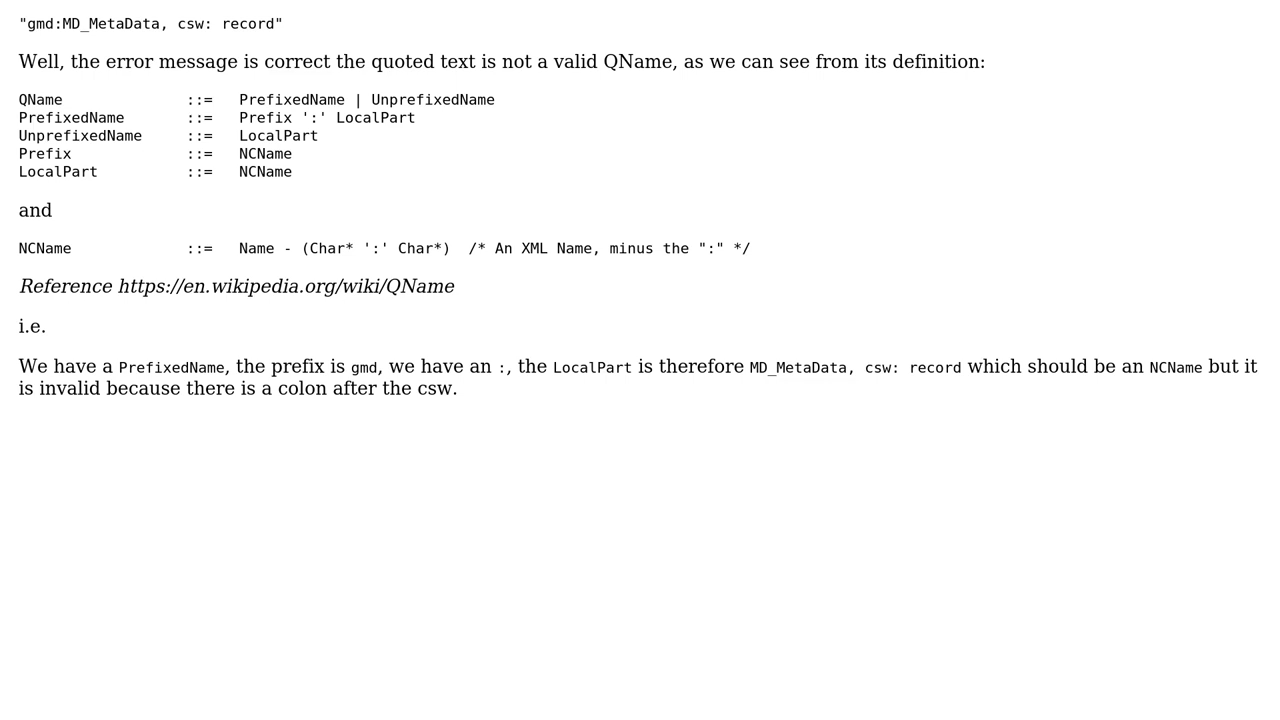 "gmd:MD_MetaData, csw: record"
Well, the error message is correct the quoted text is not a valid QName, as we can see from its definition:
QName              ::=   PrefixedName | UnprefixedName
PrefixedName       ::=   Prefix ':' LocalPart
UnprefixedName     ::=   LocalPart
Prefix             ::=   NCName
LocalPart          ::=   NCName
and
NCName             ::=   Name - (Char* ':' Char*)  /* An XML Name, minus the ":" */
Reference https://en.wikipedia.org/wiki/QName
i.e.
We have a PrefixedName, the prefix is gmd, we have an :, the LocalPart is therefore MD_MetaData, csw: record which should be an NCName but it
is invalid because there is a colon after the csw.